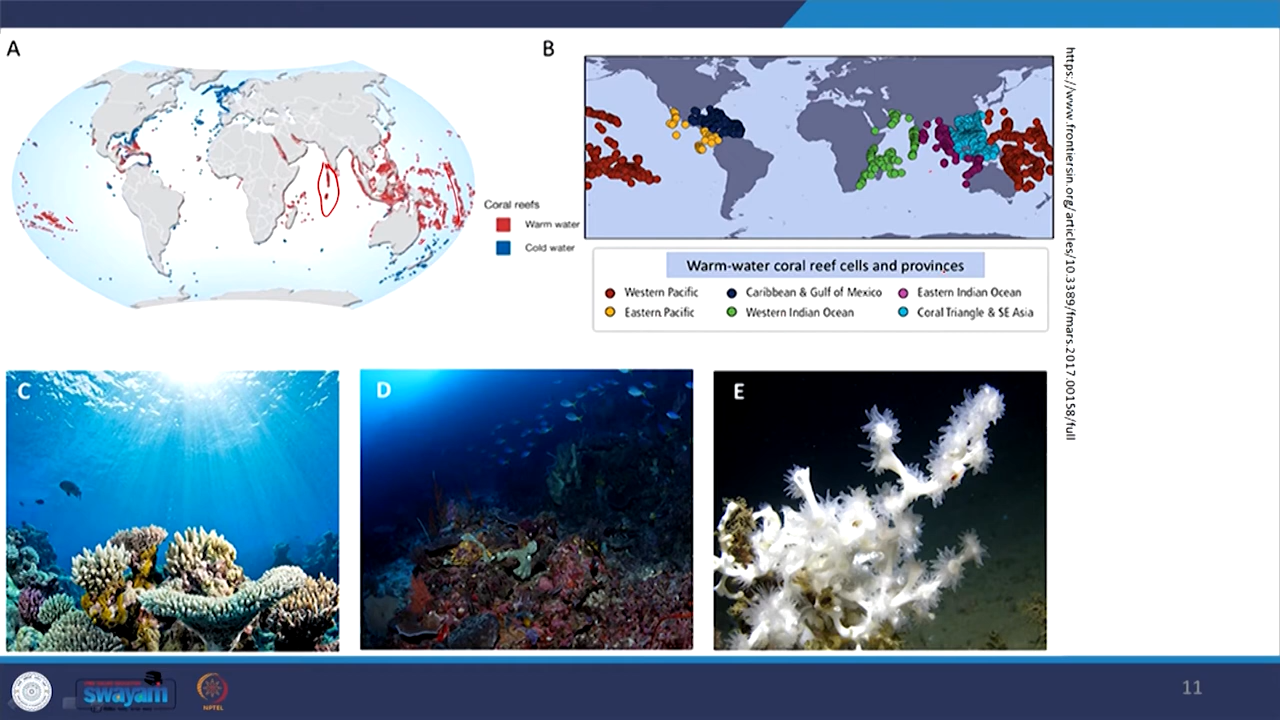 A
B
Coral reefs
Warm water
Cold water
Warm-water coral reef cells and provinces
Western Pacific
Caribbean & Gulf of Mexico
Eastern Indian Ocean
Eastern Pacific
Western Indian Ocean
Coral Triangle & SE Asia
https://www.frontiersin.org/articles/10.3389/fmars.2017.00158/full
C
D
E
swayam
NPTEL
11